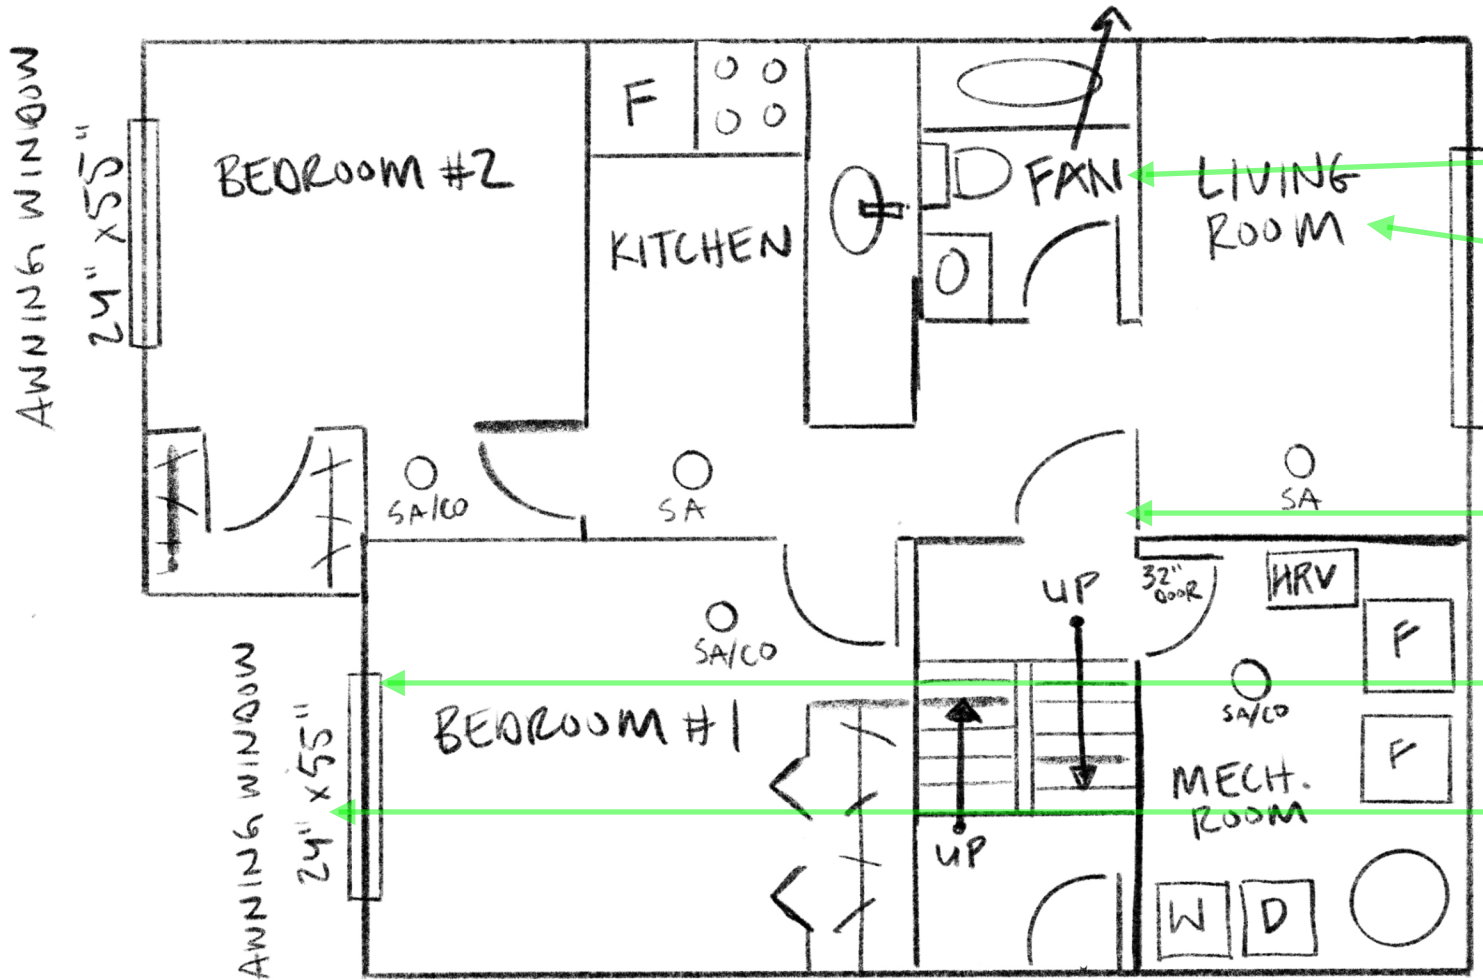 AWNING WINDOW
24" x 55"
BEDROOM #2
F
KITCHEN
FAN
LIVING
ROOM
SA/CO
SA
SA
32"
DOOR
HRV
UP
F
SA/CO
SA/CO
BEDROOM #1
F
MECH.
ROOM
UP
W
D
AWNING WINDOW
24" x 55"